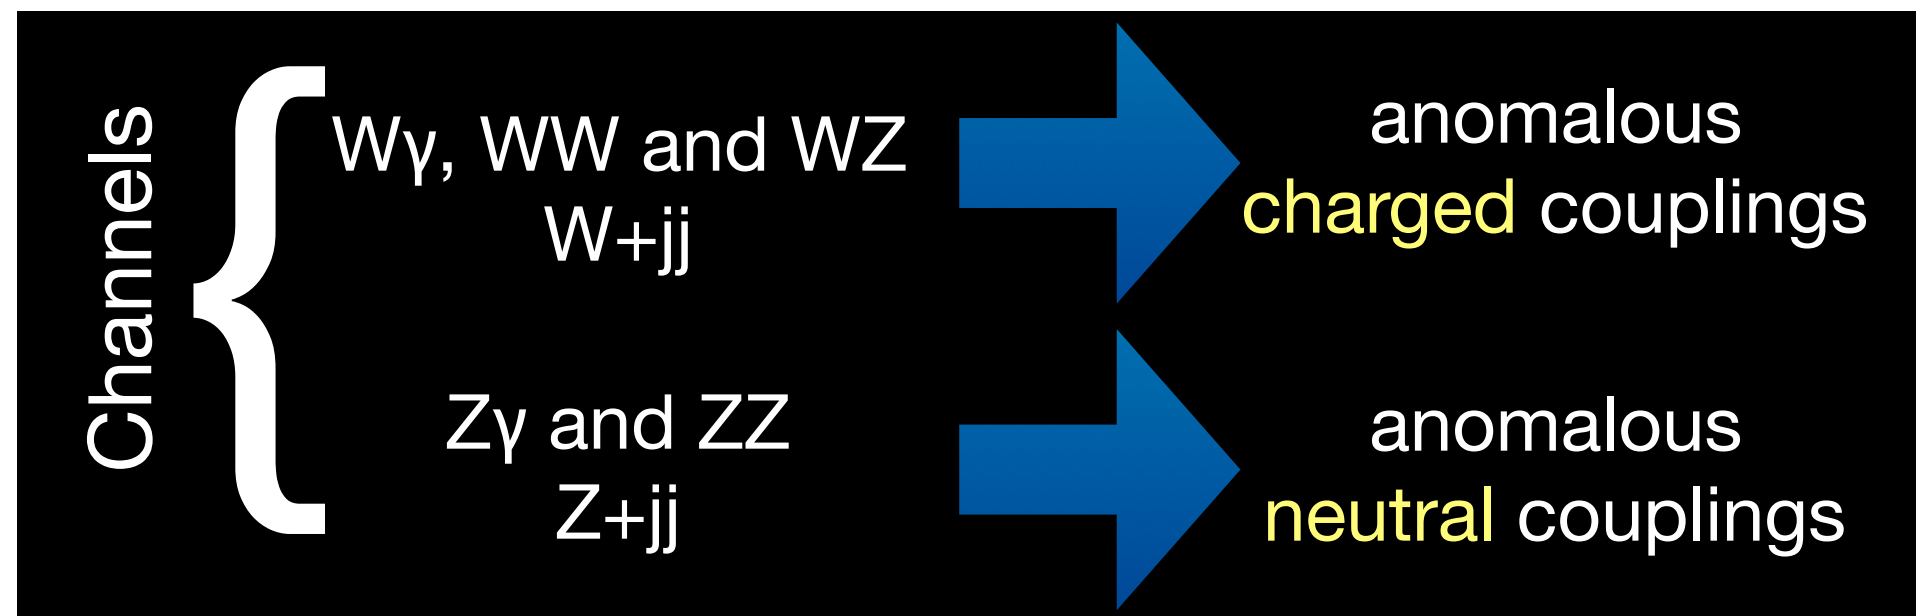 Channels
Wγ, WW and WZ
W+jj
anomalous
charged couplings
Zγ and ZZ
Z+jj
anomalous
neutral couplings